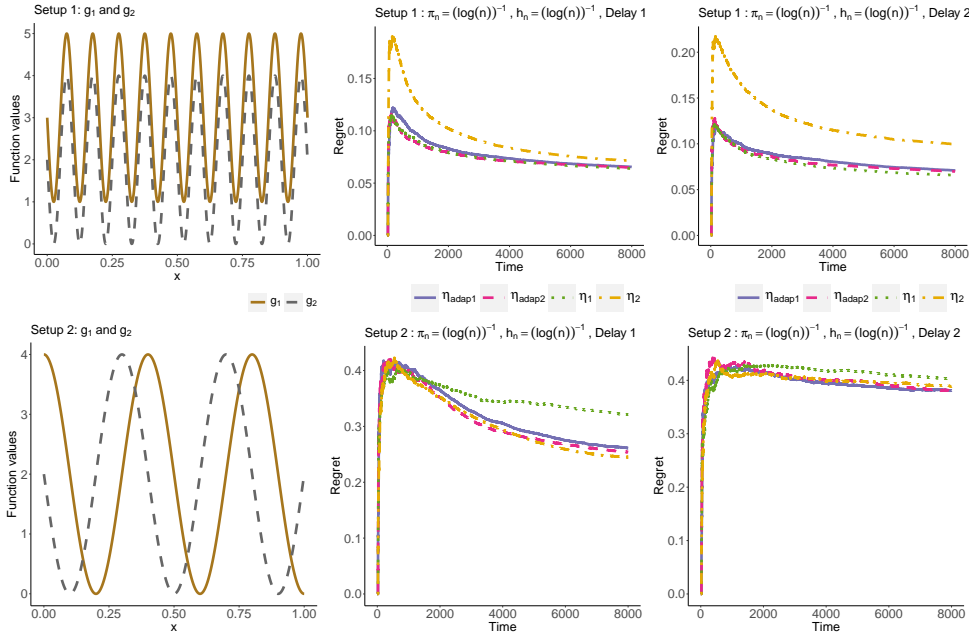 Setup 1: g₁ and g₂
Function values
5
4
3
2
1
0
0.00 0.25 0.50 0.75 1.00
x
g₁ g₂
Setup 1 : πₙ = (log(n))⁻¹ , hₙ = (log(n))⁻¹ , Delay 1
Regret
0.15
0.10
0.05
0.00
0 2000 4000 6000 8000
Time
Setup 1 : πₙ = (log(n))⁻¹ , hₙ = (log(n))⁻¹ , Delay 2
Regret
0.20
0.15
0.10
0.05
0.00
0 2000 4000 6000 8000
Time
η_adap1 η_adap2 η₁ η₂
η_adap1 η_adap2 η₁ η₂
Setup 2: g₁ and g₂
Function values
4
3
2
1
0
0.00 0.25 0.50 0.75 1.00
x
Setup 2 : πₙ = (log(n))⁻¹ , hₙ = (log(n))⁻¹ , Delay 1
Regret
0.4
0.3
0.2
0.1
0.0
0 2000 4000 6000 8000
Time
Setup 2 : πₙ = (log(n))⁻¹ , hₙ = (log(n))⁻¹ , Delay 2
Regret
0.4
0.3
0.2
0.1
0.0
0 2000 4000 6000 8000
Time